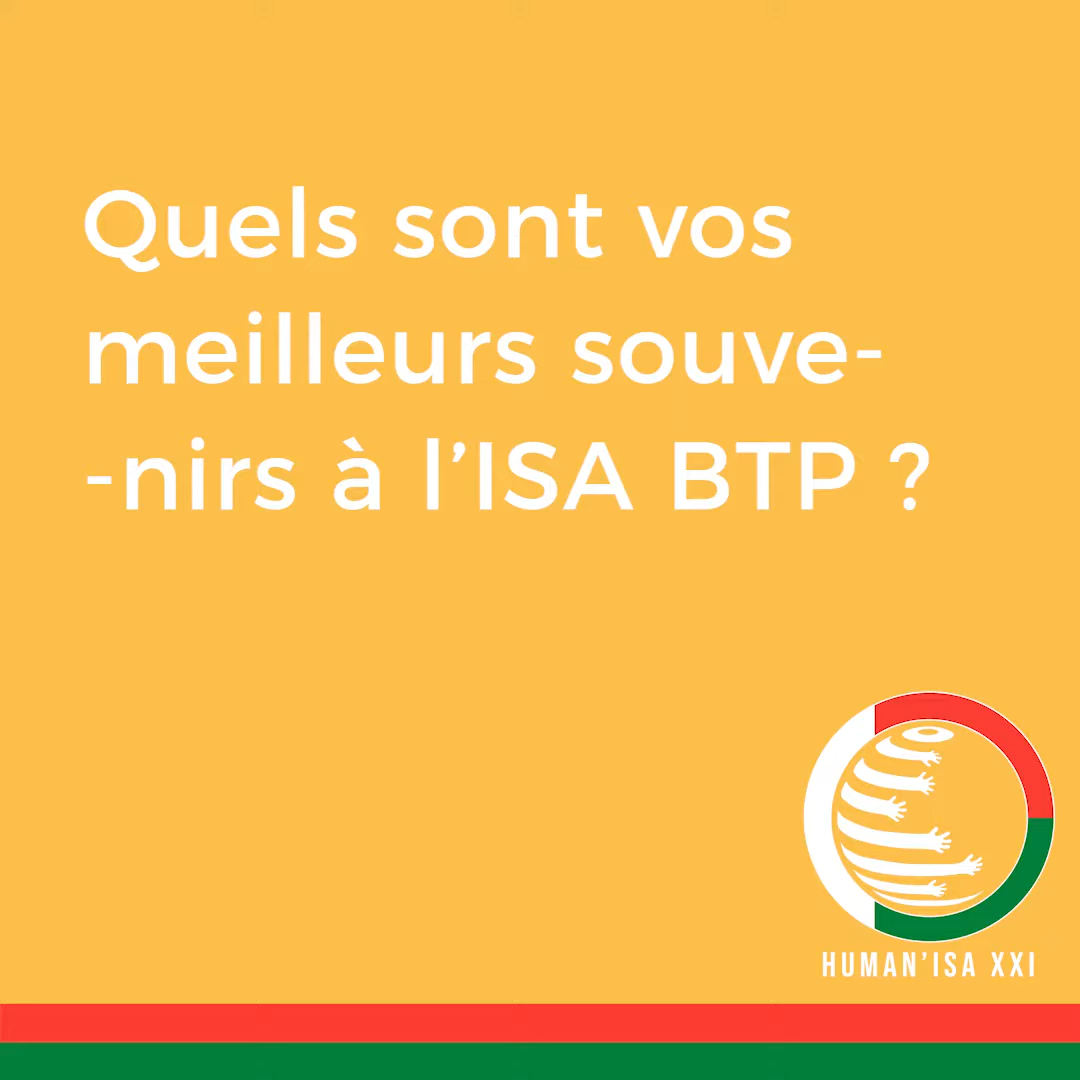 Quels sont vos
meilleurs souve-
-nirs à l’ISA BTP ?
HUMAN’ISA XXI